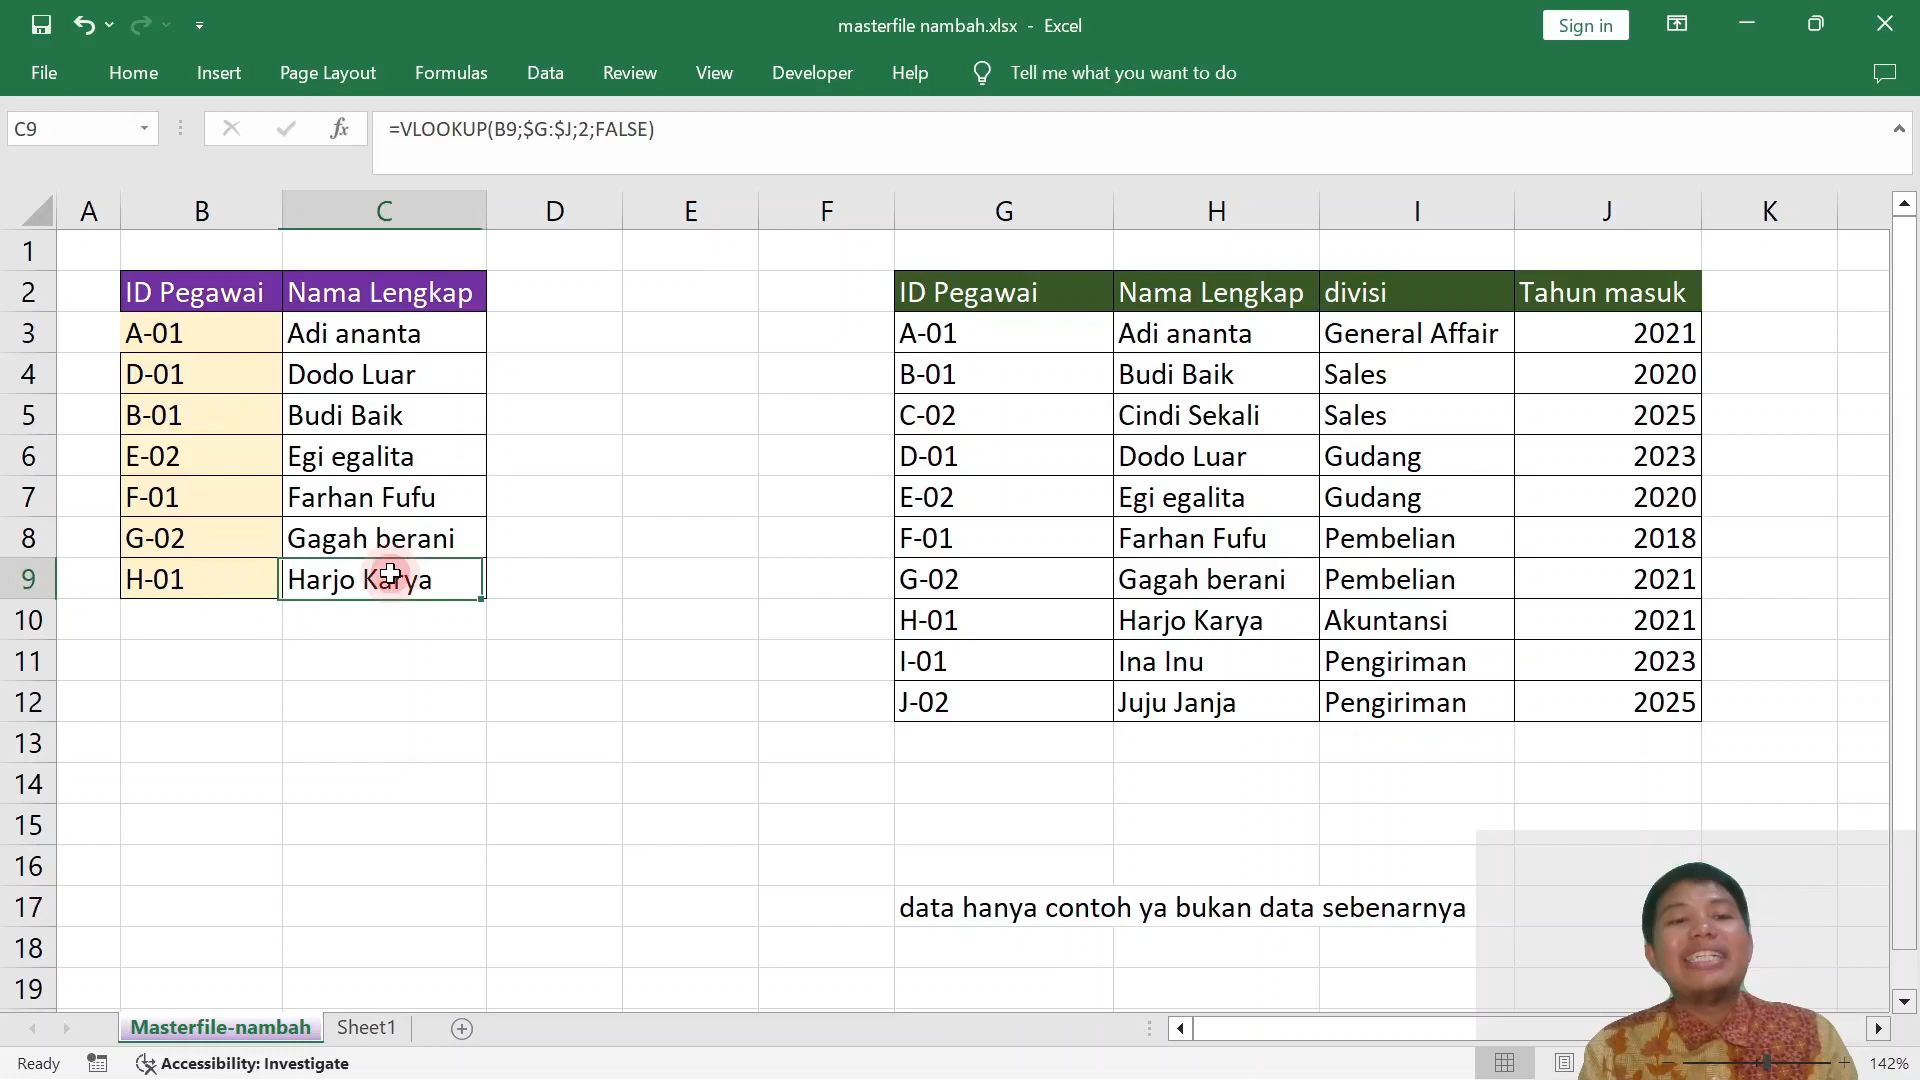 masterfile nambah.xlsx - Excel
Sign in
File Home Insert Page Layout Formulas Data Review View Developer Help Tell me what you want to do
C9 fx =VLOOKUP(B9;$G:$J;2;FALSE)
A B C D E F G H I J K
1
2 ID Pegawai Nama Lengkap ID Pegawai Nama Lengkap divisi Tahun masuk
3 A-01 Adi ananta A-01 Adi ananta General Affair 2021
4 D-01 Dodo Luar B-01 Budi Baik Sales 2020
5 B-01 Budi Baik C-02 Cindi Sekali Sales 2025
6 E-02 Egi egalita D-01 Dodo Luar Gudang 2023
7 F-01 Farhan Fufu E-02 Egi egalita Gudang 2020
8 G-02 Gagah berani F-01 Farhan Fufu Pembelian 2018
9 H-01 Harjo Karya G-02 Gagah berani Pembelian 2021
10 H-01 Harjo Karya Akuntansi 2021
11 I-01 Ina Inu Pengiriman 2023
12 J-02 Juju Janja Pengiriman 2025
13
14
15
16
17 data hanya contoh ya bukan data sebenarnya
18
19
Masterfile-nambah Sheet1
Ready Accessibility: Investigate 142%